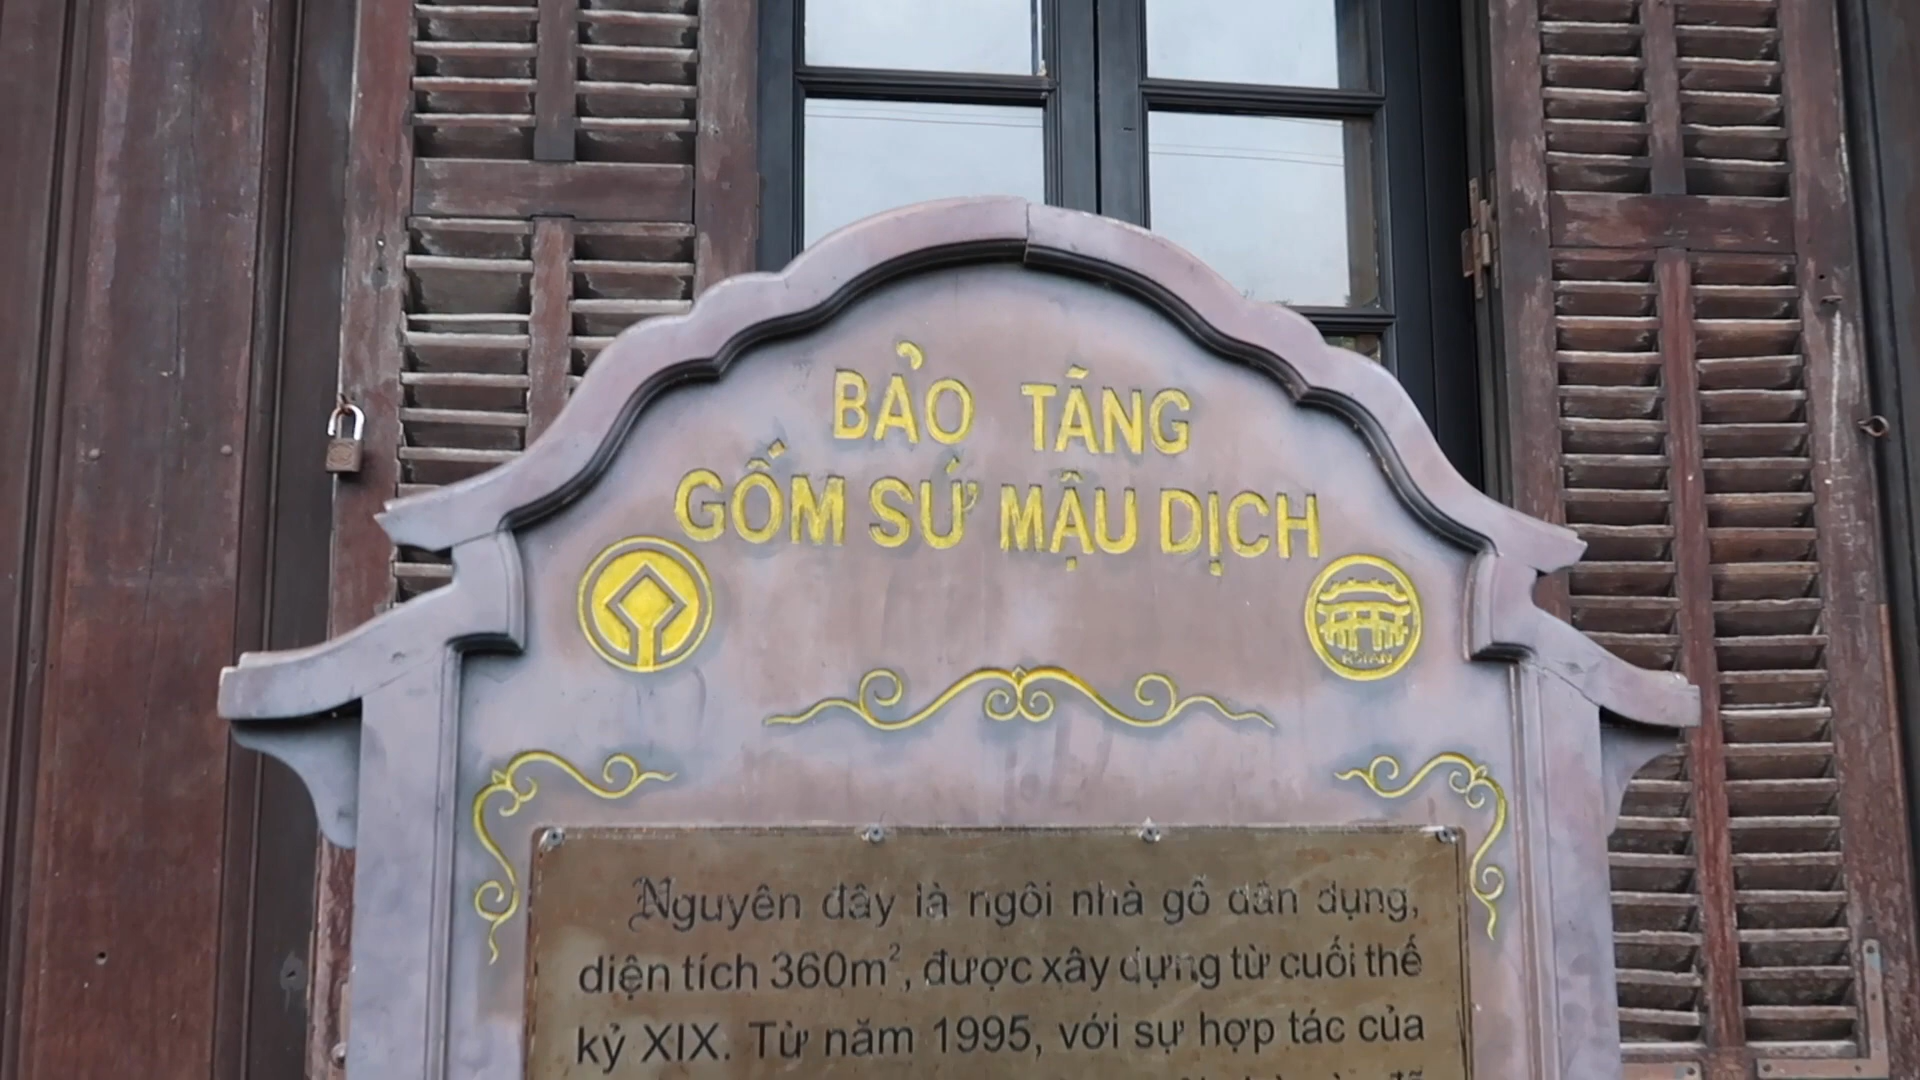 BẢO TÀNG
GỐM SỨ MẬU DỊCH
HOIAN
Nguyên đây là ngôi nhà gỗ dân dụng,
diện tích 360m², được xây dựng từ cuối thế
kỷ XIX. Từ năm 1995, với sự hợp tác của